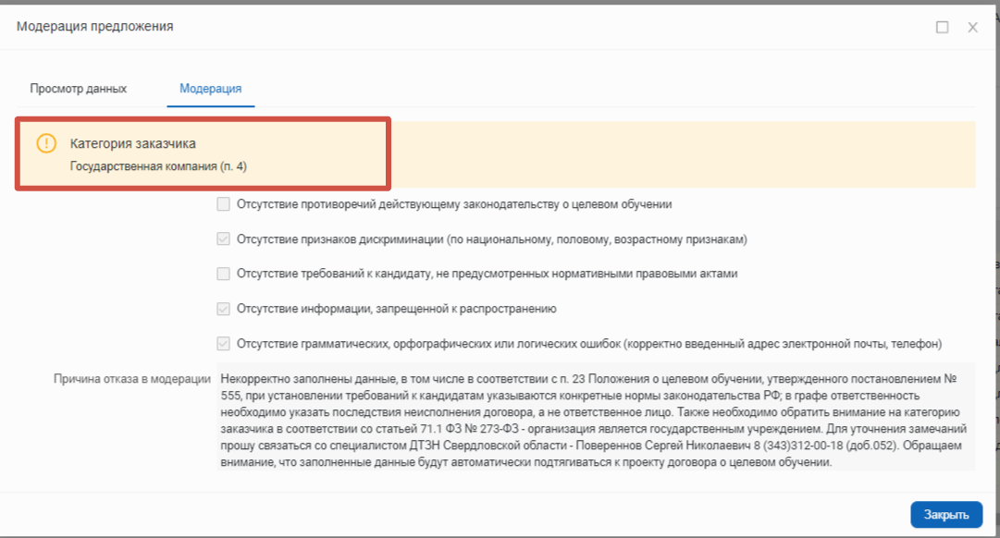 Модерация предложения
Просмотр данных
Модерация
Категория заказчика
Государственная компания (п. 4)
Отсутствие противоречий действующему законодательству о целевом обучении
Отсутствие признаков дискриминации (по национальному, половому, возрастному признакам)
Отсутствие требований к кандидату, не предусмотренных нормативными правовыми актами
Отсутствие информации, запрещенной к распространению
Отсутствие грамматических, орфографических или логических ошибок (корректно введенный адрес электронной почты, телефон)
Причина отказа в модерации
Некорректно заполнены данные, в том числе в соответствии с п. 23 Положения о целевом обучении, утвержденного постановлением №
555, при установлении требований к кандидатам указываются конкретные нормы законодательства РФ; в графе ответственность
необходимо указать последствия неисполнения договора, а не ответственное лицо. Также необходимо обратить внимание на категорию
заказчика в соответствии со статьей 71.1 ФЗ № 273-ФЗ - организация является государственным учреждением. Для уточнения замечаний
прошу связаться со специалистом ДТЗН Свердловской области - Поверенов Сергей Николаевич 8 (343)312-00-18 (доб.052). Обращаем
внимание, что заполненные данные будут автоматически подтягиваться к проекту договора о целевом обучении.
Закрыть